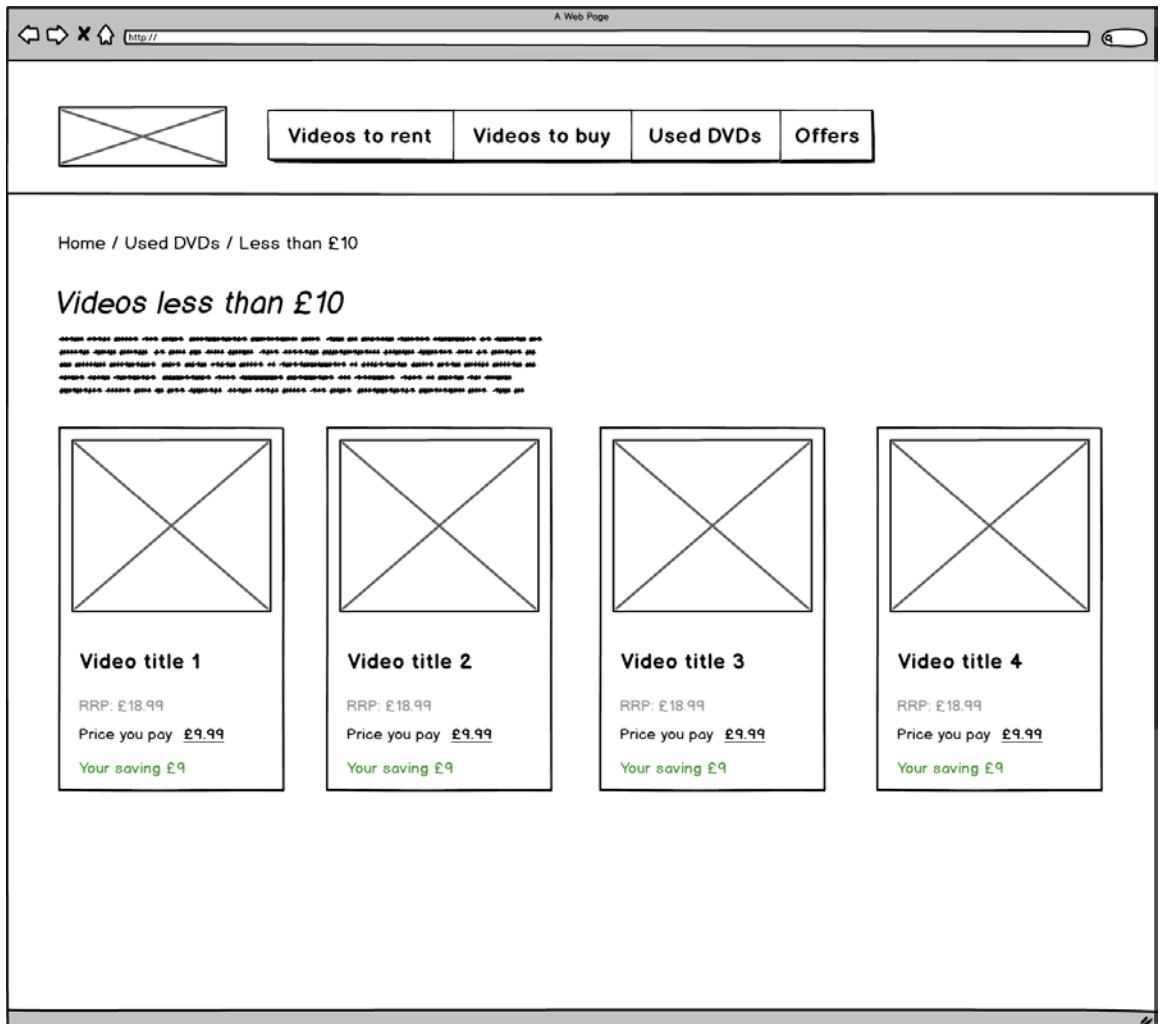 A Web Page
http://
Videos to rent Videos to buy Used DVDs Offers
Home / Used DVDs / Less than £10
Videos less than £10
Video title 1
RRP: £18.99
Price you pay £9.99
Your saving £9
Video title 2
RRP: £18.99
Price you pay £9.99
Your saving £9
Video title 3
RRP: £18.99
Price you pay £9.99
Your saving £9
Video title 4
RRP: £18.99
Price you pay £9.99
Your saving £9